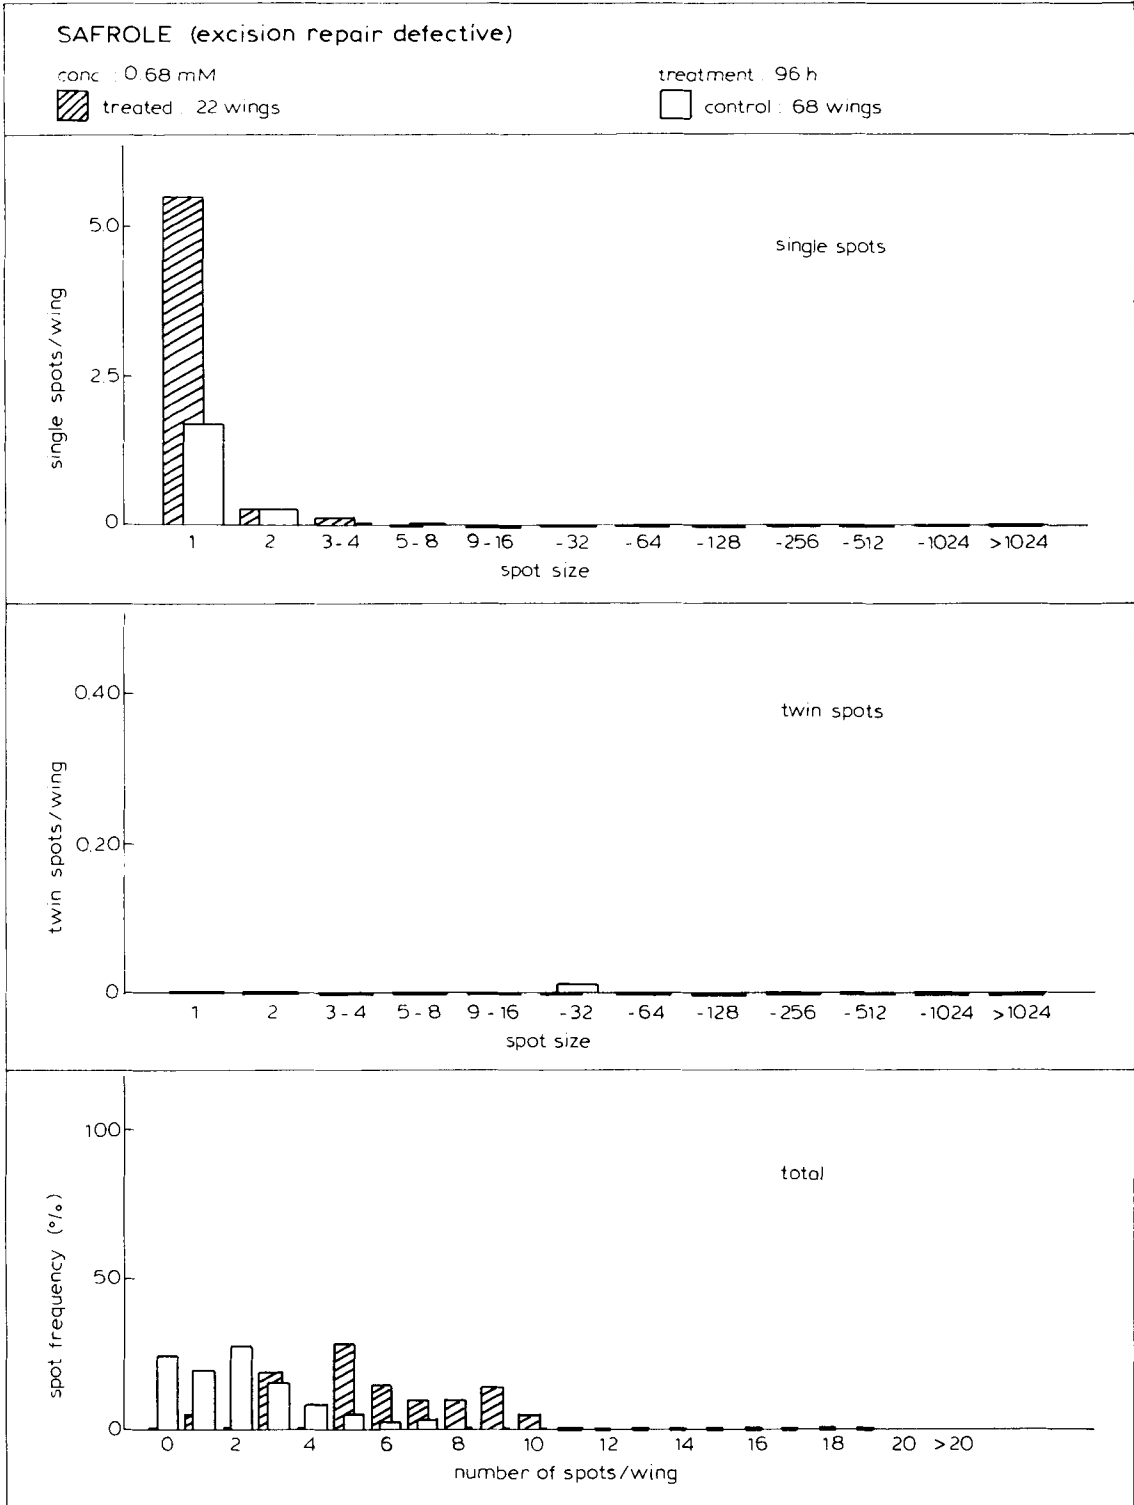 SAFROLE (excision repair defective)
conc : 0.68 mM treatment : 96 h
treated : 22 wings control : 68 wings
single spots/wing
5.0
2.5
0
single spots
1 2 3-4 5-8 9-16 -32 -64 -128 -256 -512 -1024 >1024
spot size
twin spots/wing
0.40
0.20
0
twin spots
1 2 3-4 5-8 9-16 -32 -64 -128 -256 -512 -1024 >1024
spot size
spot frequency (%)
100
50
0
total
0 2 4 6 8 10 12 14 16 18 20 >20
number of spots/wing